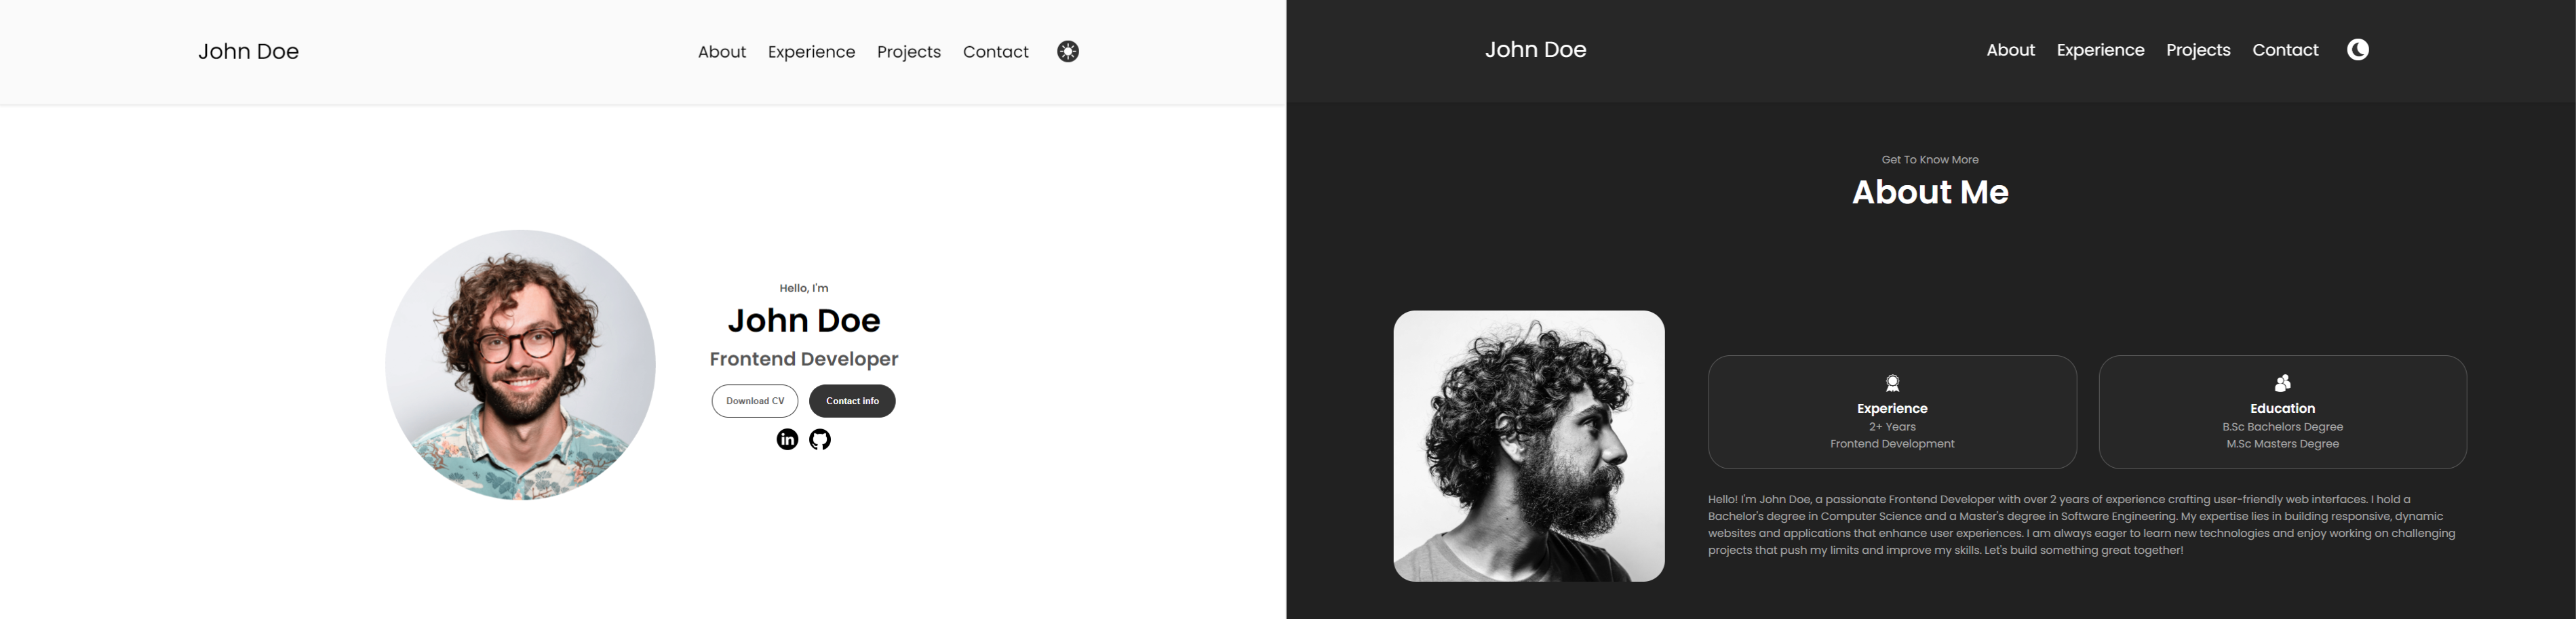 John Doe
About Experience Projects Contact
Hello, I'm
John Doe
Frontend Developer
Download CV Contact info
in
John Doe
About Experience Projects Contact
Get To Know More
About Me
Experience
2+ Years
Frontend Development
Education
B.Sc Bachelors Degree
M.Sc Masters Degree
Hello! I'm John Doe, a passionate Frontend Developer with over 2 years of experience crafting user-friendly web interfaces. I hold a
Bachelor's degree in Computer Science and a Master's degree in Software Engineering. My expertise lies in building responsive, dynamic
websites and applications that enhance user experiences. I am always eager to learn new technologies and enjoy working on challenging
projects that push my limits and improve my skills. Let's build something great together!